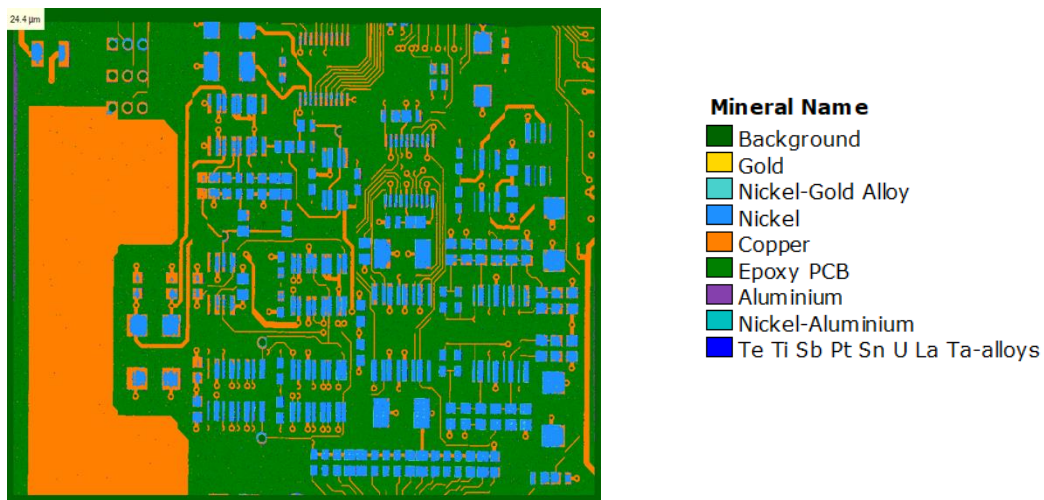 24.4 µm
Mineral Name
Background
Gold
Nickel-Gold Alloy
Nickel
Copper
Epoxy PCB
Aluminium
Nickel-Aluminium
Te Ti Sb Pt Sn U La Ta-alloys